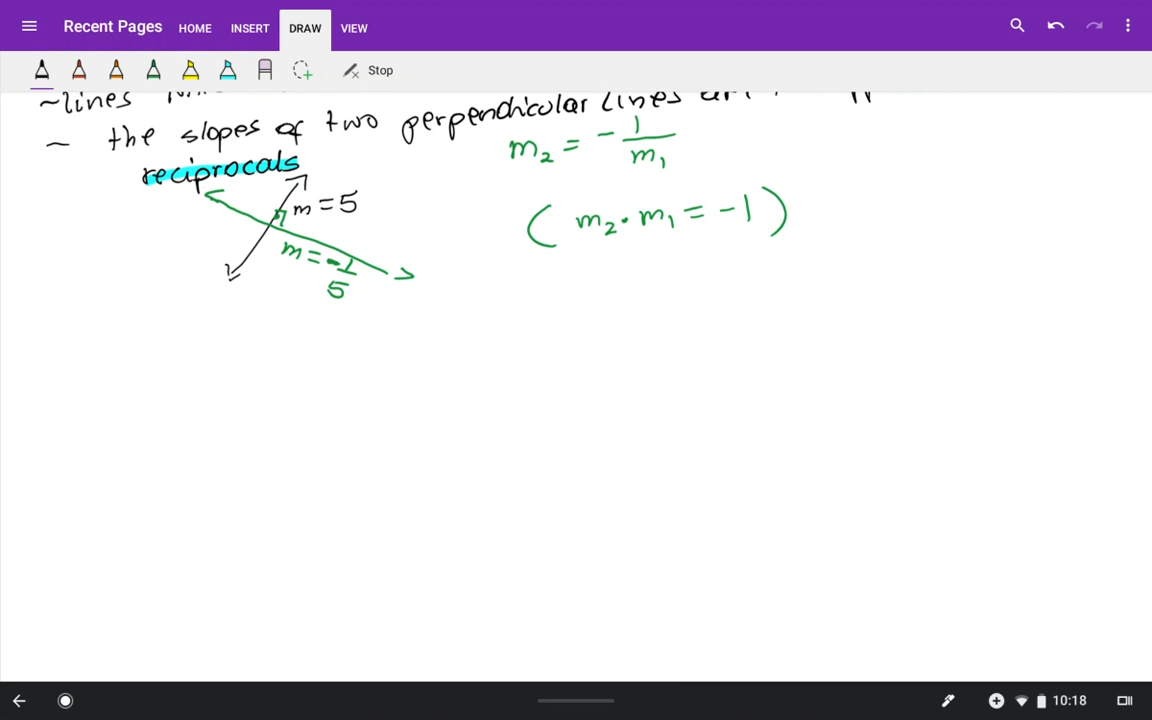 Recent Pages HOME INSERT DRAW VIEW
Stop
~lines
~ the slopes of two perpendicular lines are
reciprocals
m₂ = - 1/m₁
m = 5
(m₂ · m₁ = -1)
m = -1/5
10:18